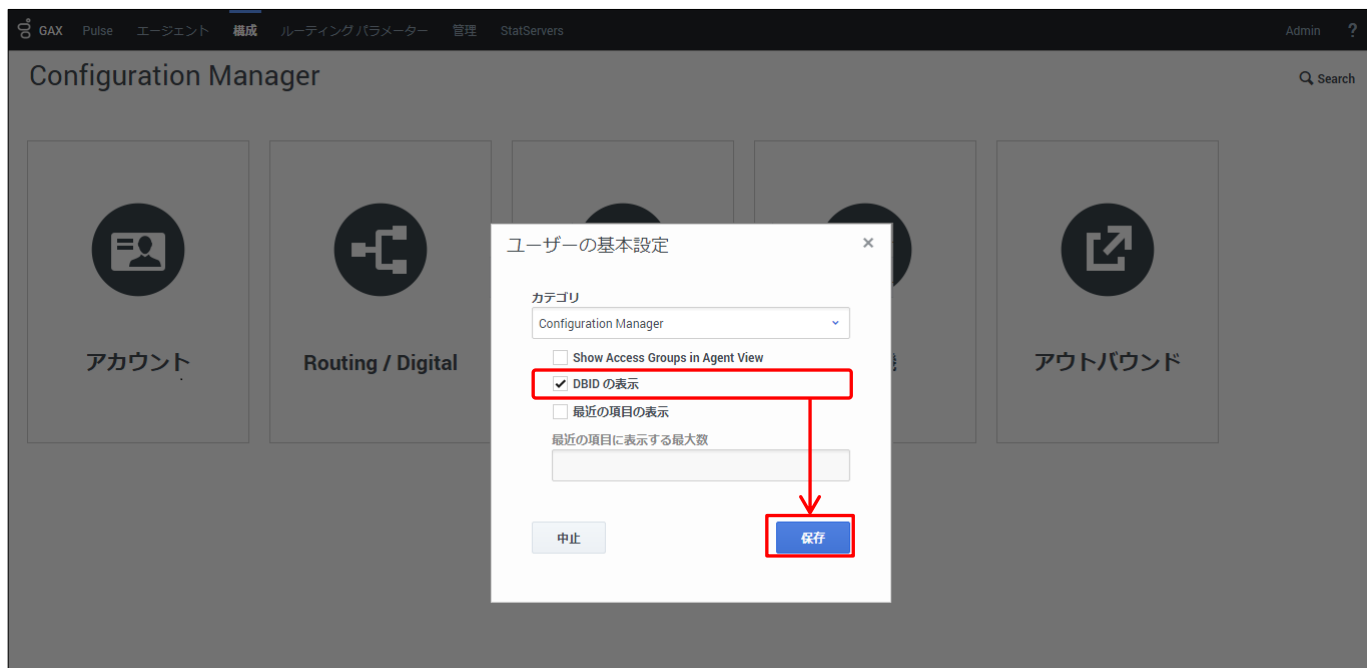 GAX Pulse エージェント 構成 ルーティング パラメーター 管理 StatServers Admin ?
Configuration Manager
Search
ユーザーの基本設定 ×
カテゴリ
Configuration Manager
Show Access Groups in Agent View
DBID の表示
最近の項目の表示
最近の項目に表示する最大数
中止
保存
アカウント
Routing / Digital
アウトバウンド